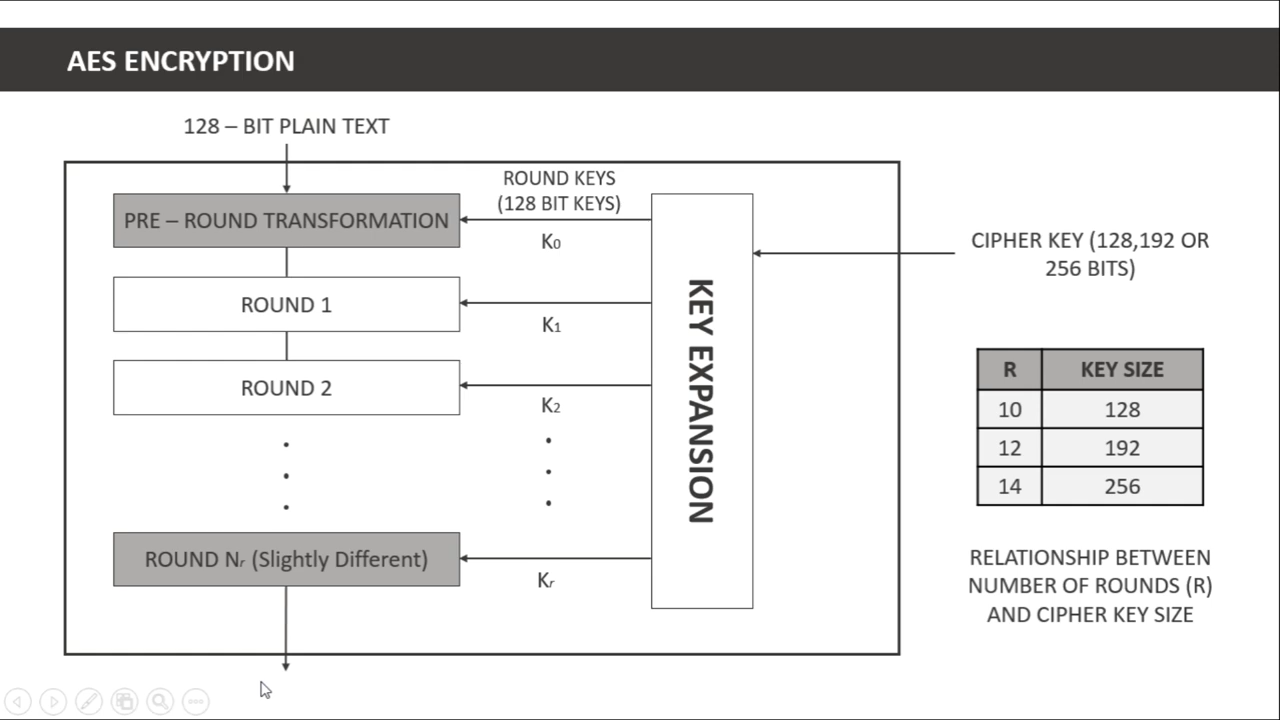 AES ENCRYPTION
128 – BIT PLAIN TEXT
PRE – ROUND TRANSFORMATION
ROUND KEYS
(128 BIT KEYS)
K0
ROUND 1
K1
ROUND 2
K2
ROUND Nr (Slightly Different)
Kr
KEY EXPANSION
CIPHER KEY (128,192 OR
256 BITS)
R KEY SIZE
10 128
12 192
14 256
RELATIONSHIP BETWEEN
NUMBER OF ROUNDS (R)
AND CIPHER KEY SIZE